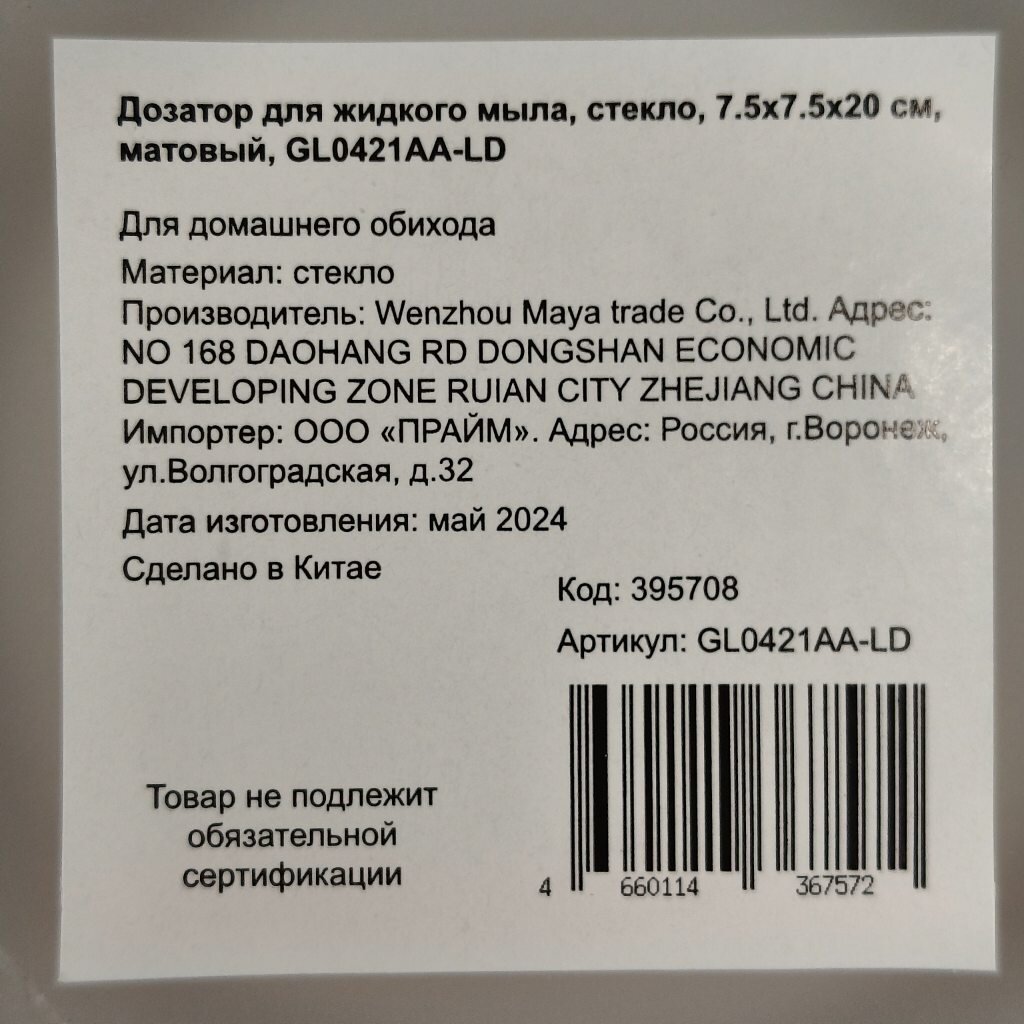 Дозатор для жидкого мыла, стекло, 7.5x7.5x20 см,
матовый, GL0421AA-LD
Для домашнего обихода
Материал: стекло
Производитель: Wenzhou Maya trade Co., Ltd. Адрес:
NO 168 DAOHANG RD DONGSHAN ECONOMIC
DEVELOPING ZONE RUIAN CITY ZHEJIANG CHINA
Импортер: ООО «ПРАЙМ». Адрес: Россия, г.Воронеж,
ул.Волгоградская, д.32
Дата изготовления: май 2024
Сделано в Китае
Код: 395708
Артикул: GL0421AA-LD
Товар не подлежит
обязательной
сертификации
4 660114 367572